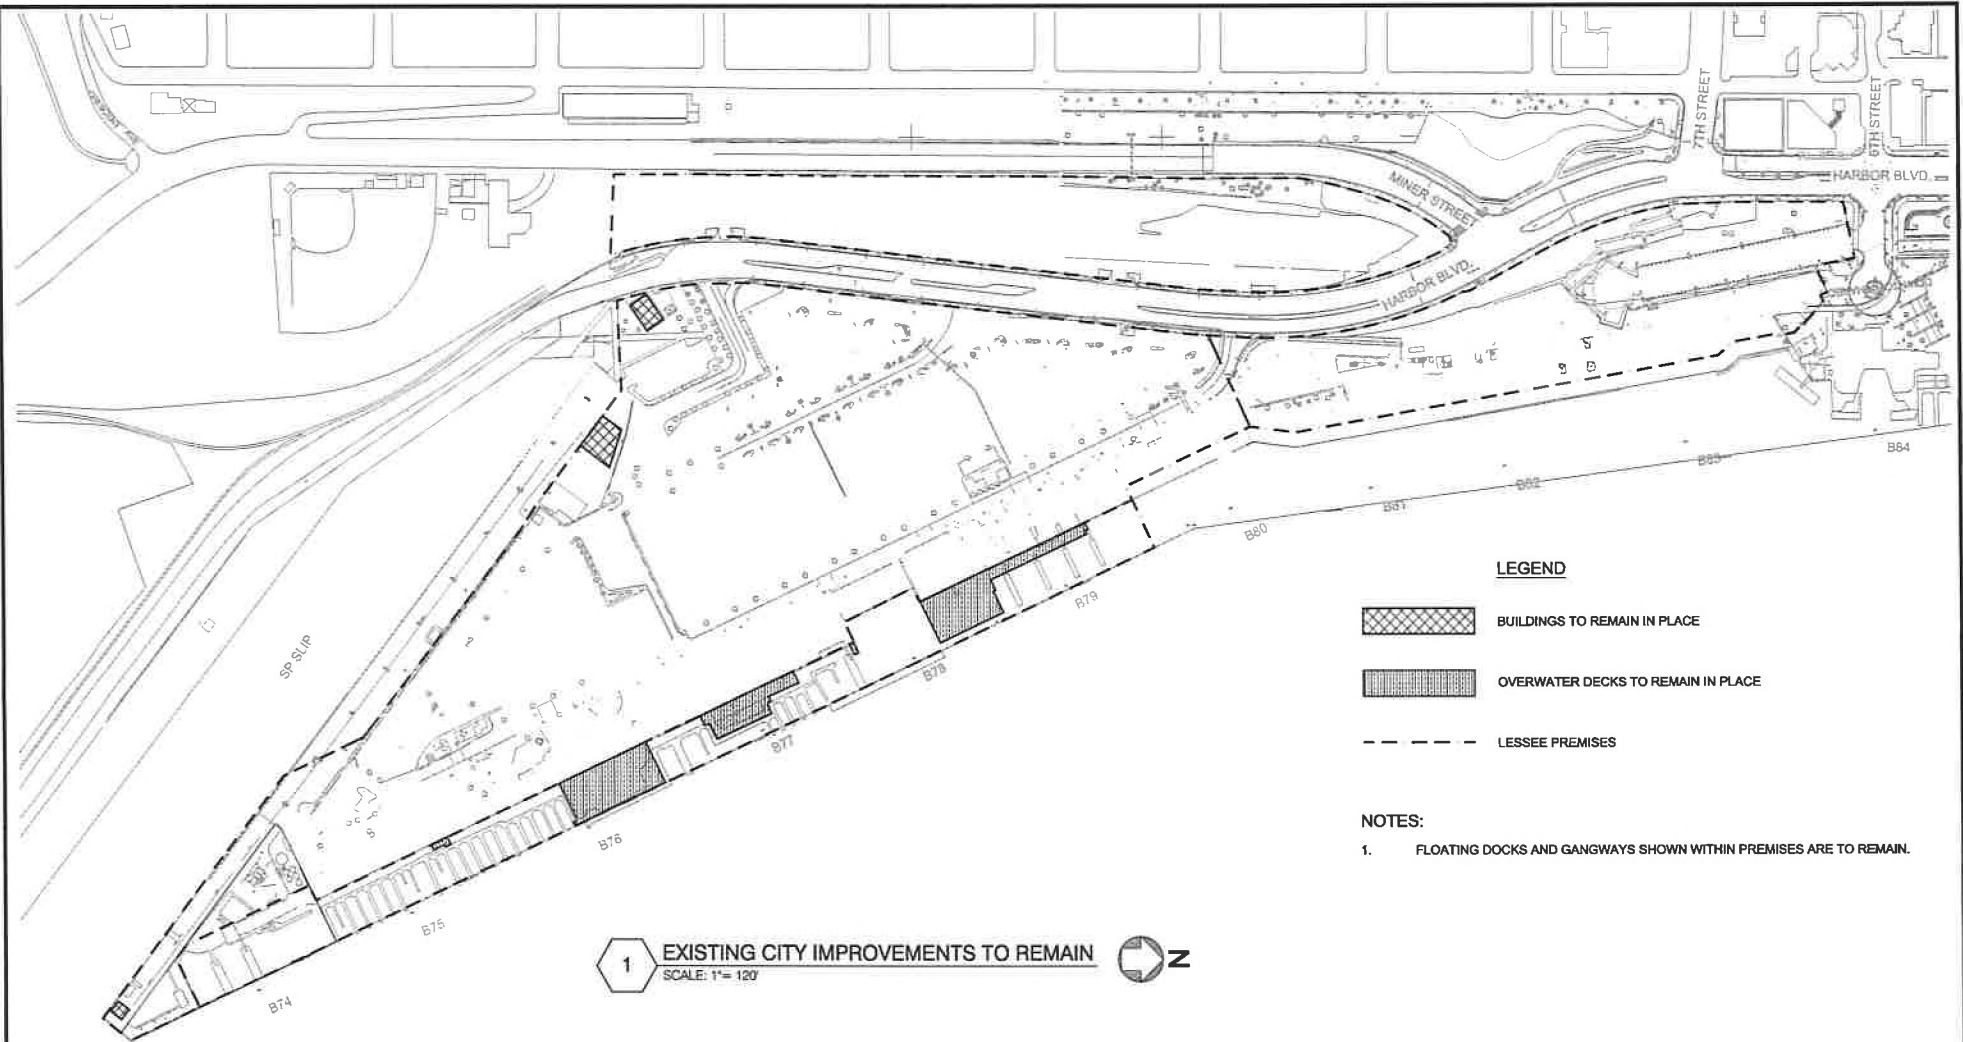 7TH STREET
6TH STREET
HARBOR BLVD.
MINER STREET
HARBOR BLVD.
B84
B83
B82
B81
B80
B79
B78
B77
B76
B75
B74
SP SLIP
LEGEND
BUILDINGS TO REMAIN IN PLACE
OVERWATER DECKS TO REMAIN IN PLACE
LESSEE PREMISES
NOTES:
1. FLOATING DOCKS AND GANGWAYS SHOWN WITHIN PREMISES ARE TO REMAIN.
1
EXISTING CITY IMPROVEMENTS TO REMAIN
SCALE: 1"= 120'
N